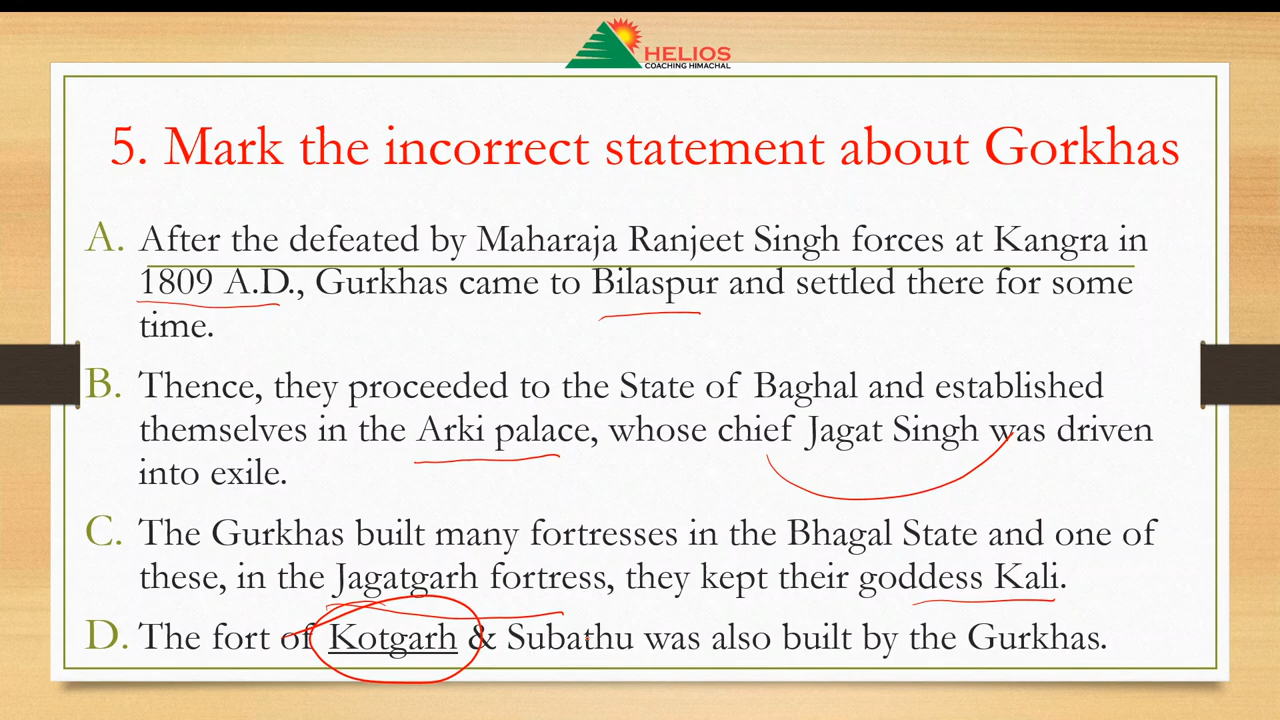 HELIOS
COACHING HIMACHAL
5. Mark the incorrect statement about Gorkhas
A. After the defeated by Maharaja Ranjeet Singh forces at Kangra in
1809 A.D., Gurkhas came to Bilaspur and settled there for some
time.
B. Thence, they proceeded to the State of Baghal and established
themselves in the Arki palace, whose chief Jagat Singh was driven
into exile.
C. The Gurkhas built many fortresses in the Bhagal State and one of
these, in the Jagatgarh fortress, they kept their goddess Kali.
D. The fort of Kotgarh & Subathu was also built by the Gurkhas.